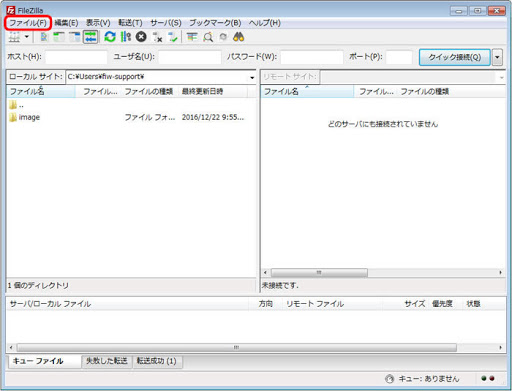 FileZilla
ファイル(F) 編集(E) 表示(V) 転送(T) サーバ(S) ブックマーク(B) ヘルプ(H)
ホスト(H): ユーザ名(U): パスワード(W): ポート(P): クイック接続(Q)
ローカル サイト: C:¥Users¥fiw-support¥
リモート サイト:
ファイル名 ファイル... ファイルの種類 最終更新日時
ファイル名 ファイル... ファイルの種類
..
image ファイル フォ... 2016/12/22 9:55...
どのサーバにも接続されていません
1 個のディレクトリ
未接続です.
サーバ/ローカル ファイル 方向 リモート ファイル サイズ 優先度 状態
キュー ファイル 失敗した転送 転送成功 (1)
キュー: ありません